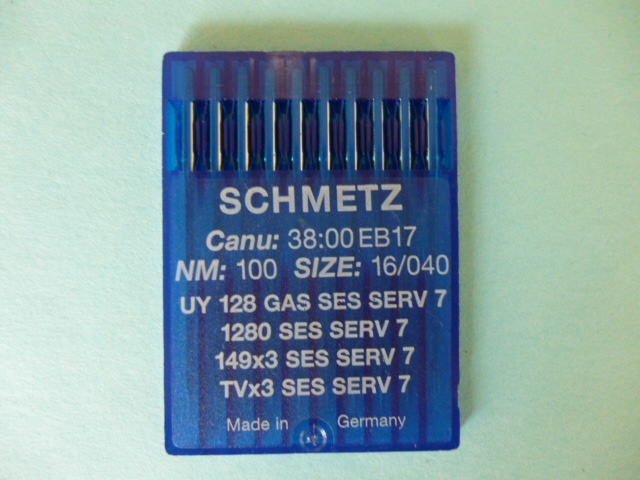 SCHMETZ
Canu: 38:00 EB17
NM: 100 SIZE: 16/040
UY 128 GAS SES SERV 7
1280 SES SERV 7
149x3 SES SERV 7
TVx3 SES SERV 7
Made in Germany